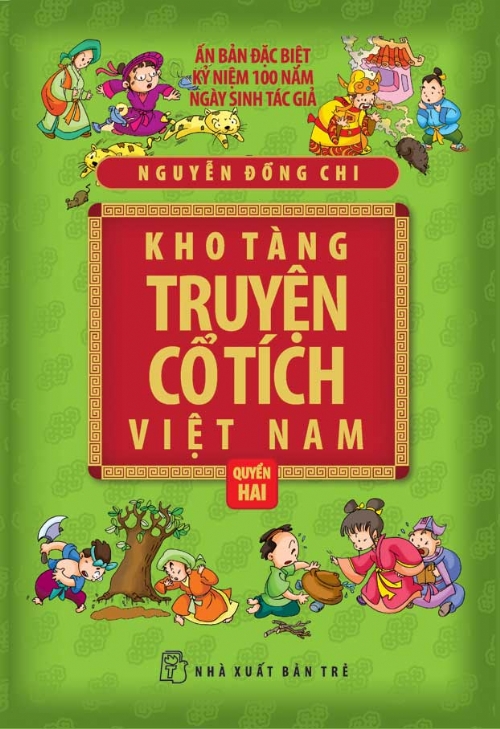 ẤN BẢN ĐẶC BIỆT
KỶ NIỆM 100 NĂM
NGÀY SINH TÁC GIẢ
NGUYỄN ĐỔNG CHI
KHO TÀNG
TRUYỆN
CỔ TÍCH
VIỆT NAM
QUYỂN
HAI
NHÀ XUẤT BẢN TRẺ